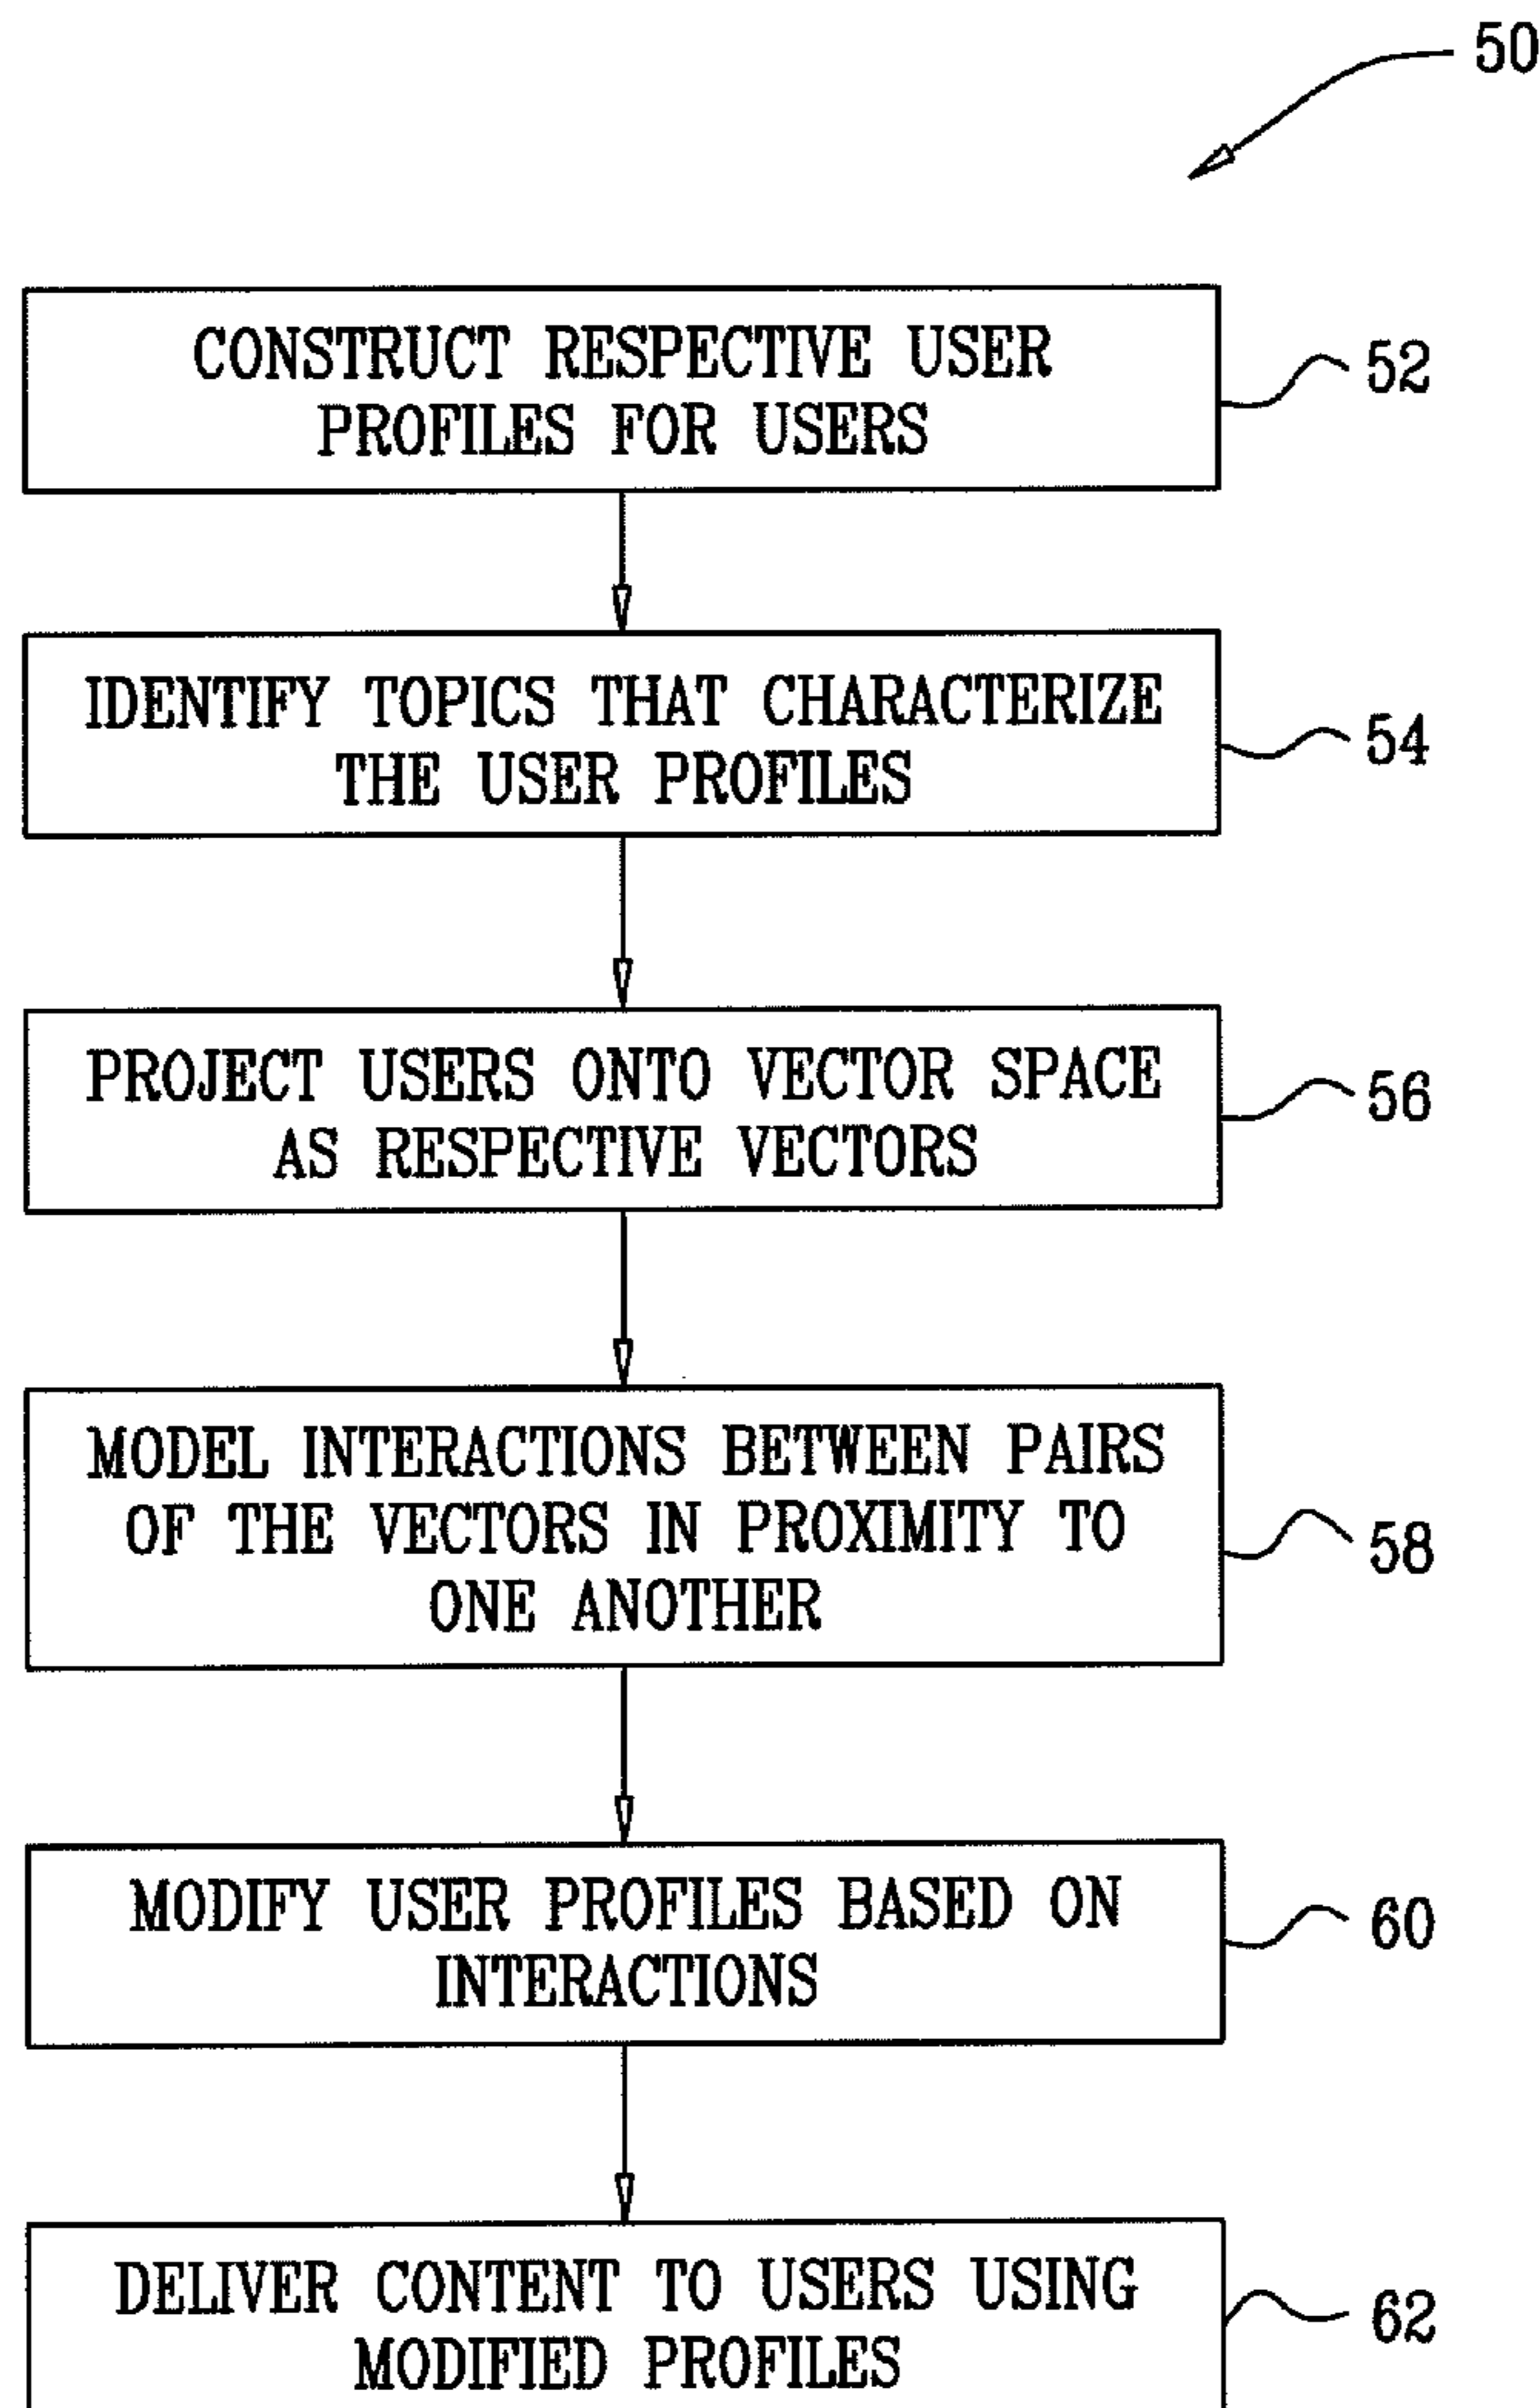 50
CONSTRUCT RESPECTIVE USER
PROFILES FOR USERS
52
IDENTIFY TOPICS THAT CHARACTERIZE
THE USER PROFILES
54
PROJECT USERS ONTO VECTOR SPACE
AS RESPECTIVE VECTORS
56
MODEL INTERACTIONS BETWEEN PAIRS
OF THE VECTORS IN PROXIMITY TO
ONE ANOTHER
58
MODIFY USER PROFILES BASED ON
INTERACTIONS
60
DELIVER CONTENT TO USERS USING
MODIFIED PROFILES
62